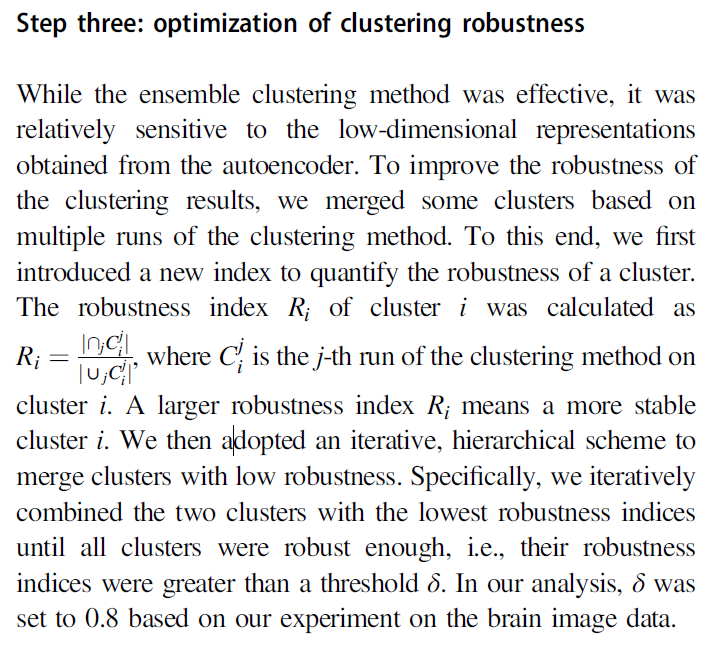 Step three: optimization of clustering robustness
While the ensemble clustering method was effective, it was
relatively sensitive to the low-dimensional representations
obtained from the autoencoder. To improve the robustness of
the clustering results, we merged some clusters based on
multiple runs of the clustering method. To this end, we first
introduced a new index to quantify the robustness of a cluster.
The robustness index R_i of cluster i was calculated as
R_i = |∩_j C_i^j| / |∪_j C_i^j|, where C_i^j is the j-th run of the clustering method on
cluster i. A larger robustness index R_i means a more stable
cluster i. We then adopted an iterative, hierarchical scheme to
merge clusters with low robustness. Specifically, we iteratively
combined the two clusters with the lowest robustness indices
until all clusters were robust enough, i.e., their robustness
indices were greater than a threshold δ. In our analysis, δ was
set to 0.8 based on our experiment on the brain image data.